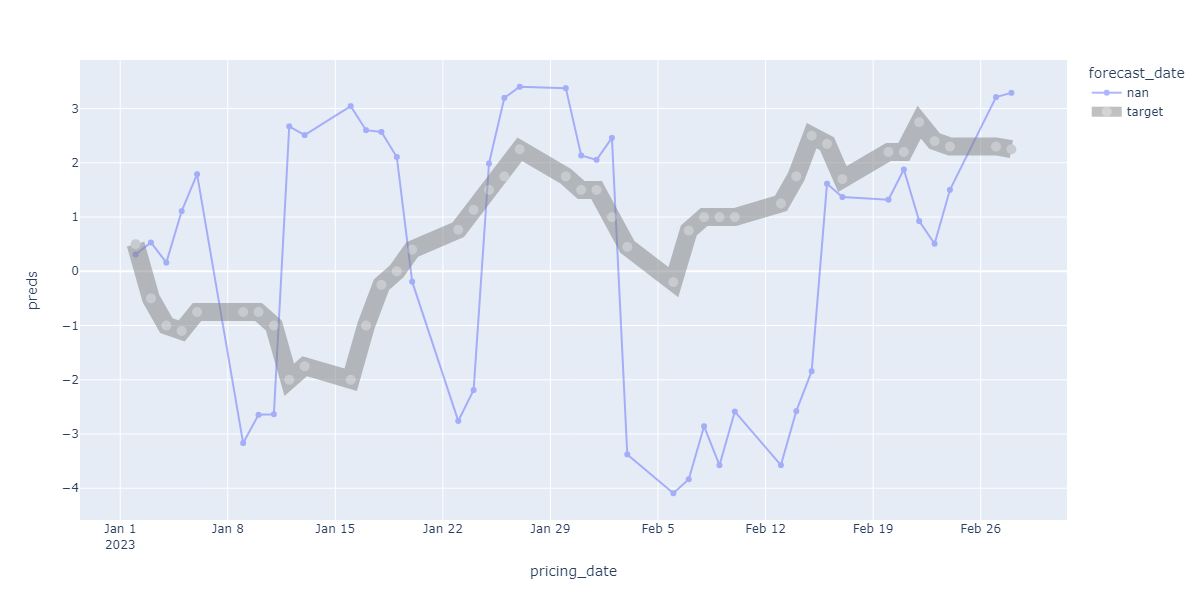 forecast_date
nan
target
preds
3
2
1
0
−1
−2
−3
−4
Jan 1
2023
Jan 8
Jan 15
Jan 22
Jan 29
Feb 5
Feb 12
Feb 19
Feb 26
pricing_date